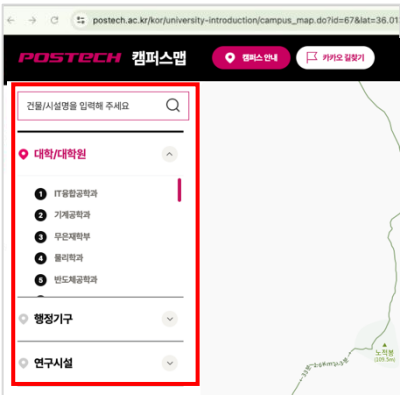 postech.ac.kr/kor/university-introduction/campus_map.do?id=67&lat=36.01
POSTECH 캠퍼스맵
캠퍼스 안내
카카오 길찾기
건물/시설명을 입력해 주세요
대학/대학원
1 IT융합공학과
2 기계공학과
3 무은재학부
4 물리학과
5 반도체공학과
행정기구
연구시설
노적봉